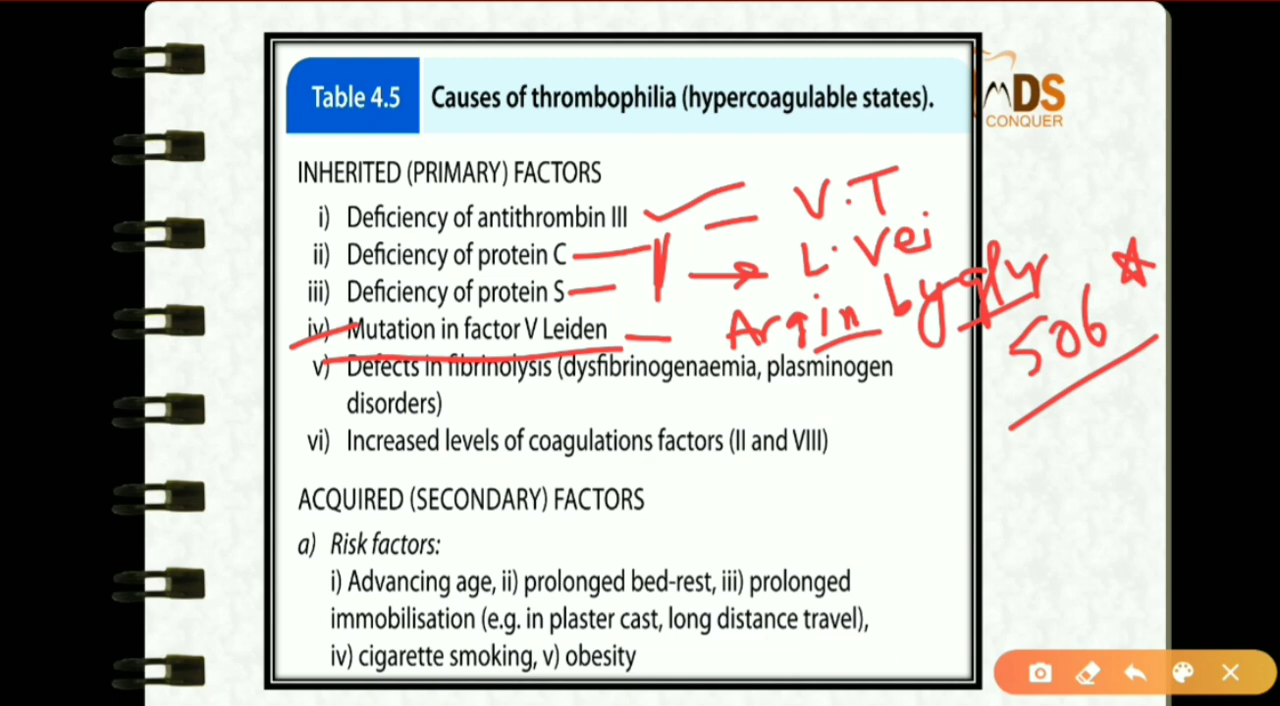 Table 4.5 Causes of thrombophilia (hypercoagulable states).
MDS
CONQUER
INHERITED (PRIMARY) FACTORS
i) Deficiency of antithrombin III
V.T
ii) Deficiency of protein C
L. Vei
iii) Deficiency of protein S
iv) Mutation in factor V Leiden
Argin by
506
v) Defects in fibrinolysis (dysfibrinogenaemia, plasminogen
disorders)
vi) Increased levels of coagulations factors (II and VIII)
ACQUIRED (SECONDARY) FACTORS
a) Risk factors:
i) Advancing age, ii) prolonged bed-rest, iii) prolonged
immobilisation (e.g. in plaster cast, long distance travel),
iv) cigarette smoking, v) obesity